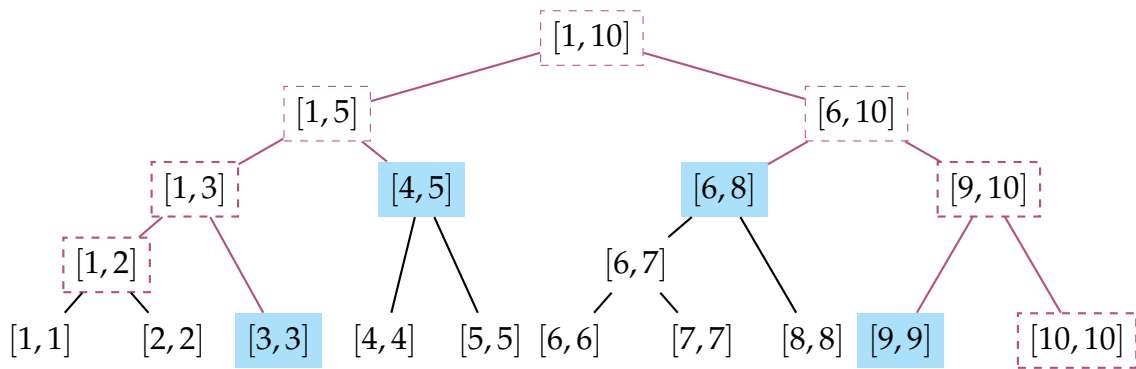 [1, 10]
[1, 5] [6, 10]
[1, 3] [4, 5] [6, 8] [9, 10]
[1, 2] [6, 7]
[1, 1] [2, 2] [3, 3] [4, 4] [5, 5] [6, 6] [7, 7] [8, 8] [9, 9] [10, 10]